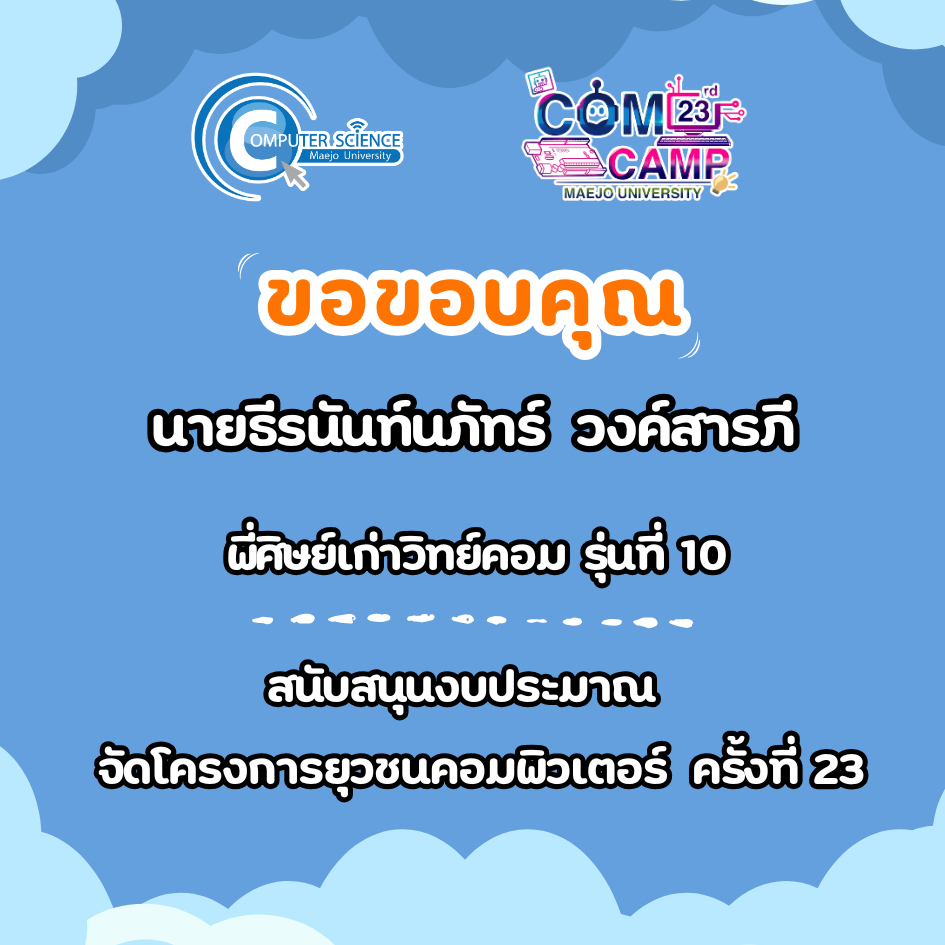 COMPUTER SCIENCE
Maejo University
COM 23rd
CAMP
MAEJO UNIVERSITY
ขอขอบคุณ
นายธีรนันท์นภัทร์ วงค์สารภี
พี่ศิษย์เก่าวิทย์คอม รุ่นที่ 10
สนับสนุนงบประมาณ
จัดโครงการยุวชนคอมพิวเตอร์ ครั้งที่ 23